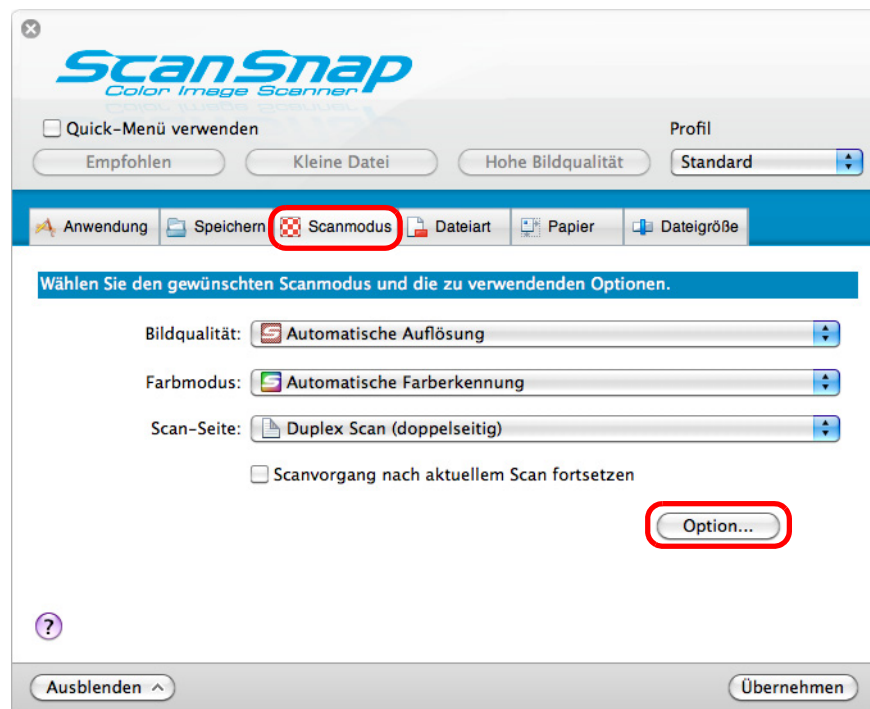 ScanSnap
Color Image Scanner
Quick-Menü verwenden
Profil
Empfohlen
Kleine Datei
Hohe Bildqualität
Standard
Anwendung
Speichern
Scanmodus
Dateiart
Papier
Dateigröße
Wählen Sie den gewünschten Scanmodus und die zu verwendenden Optionen.
Bildqualität: Automatische Auflösung
Farbmodus: Automatische Farberkennung
Scan-Seite: Duplex Scan (doppelseitig)
Scanvorgang nach aktuellem Scan fortsetzen
Option...
?
Ausblenden
Übernehmen